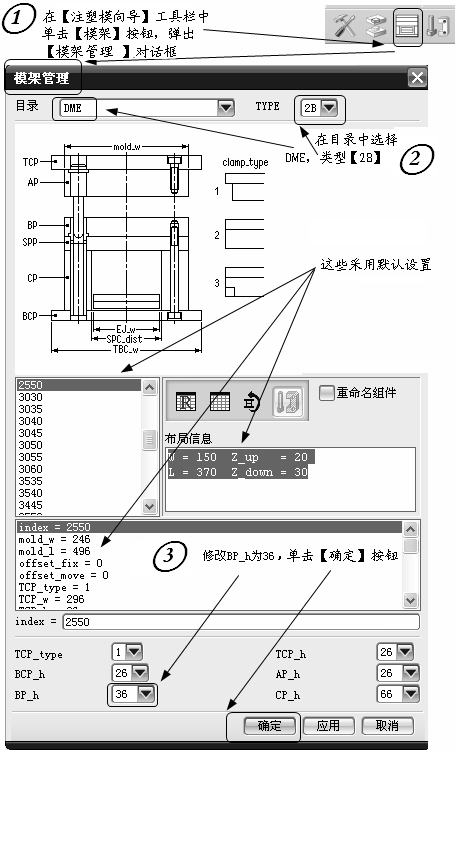 1 在【注塑模向导】工具栏中
单击【模架】按钮，弹出
【模架管理 】对话框
模架管理
目录 DME TYPE 2B
在目录中选择
DME，类型【2B】 2
mold_w
TCP
AP
BP
SPP
CP
BCP
EJ_w
SPC_dist
TBC_w
clamp_type
1
2
3
这些采用默认设置
2550
3030
3035
3040
3045
3050
3055
3060
3535
3540
3445
R
重命名组件
布局信息
W = 150 Z_up = 20
L = 370 Z_down = 30
index = 2550
mold_w = 246
mold_l = 496
offset_fix = 0
offset_move = 0
TCP_type = 1
TCP_w = 296
3 修改BP_h为36，单击【确定】按钮
index = 2550
TCP_type 1 TCP_h 26
BCP_h 26 AP_h 26
BP_h 36 CP_h 66
确定 应用 取消